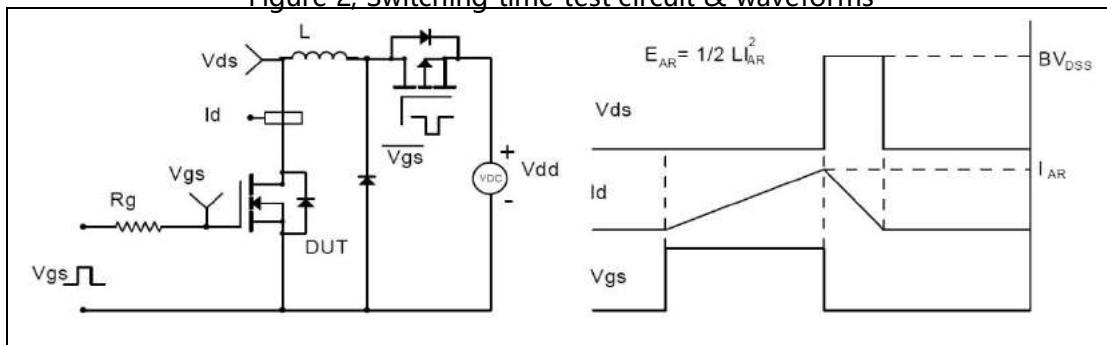 Figure 2, Switching time test circuit & waveforms
L
Vds
Id
Vgs
Vgs
+
VDC
Vdd
-
Rg
DUT
Vgs
E_AR = 1/2 LI²_AR
BV_DSS
Vds
I_AR
Id
Vgs